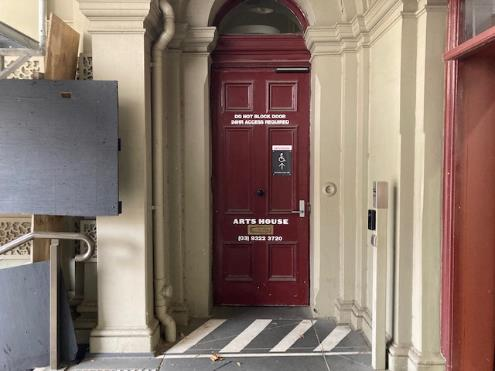 DO NOT BLOCK DOOR
24HR ACCESS REQUIRED
ARTS HOUSE
(03) 9322 3720